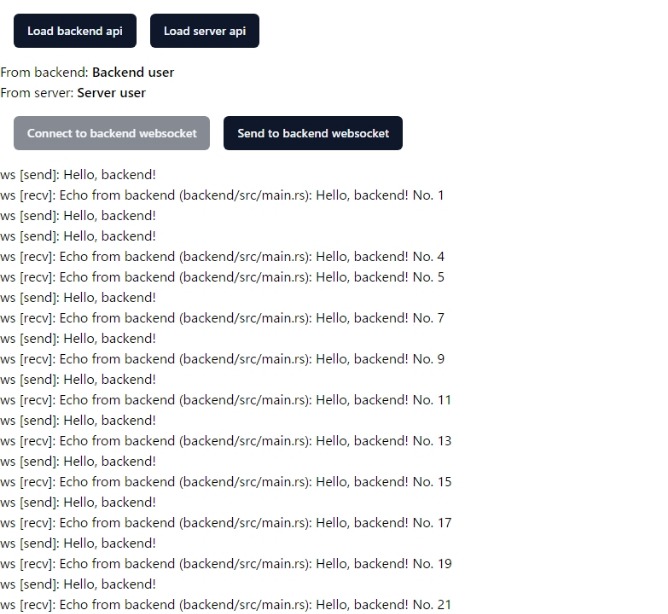 Load backend api Load server api
From backend: Backend user
From server: Server user
Connect to backend websocket Send to backend websocket
ws [send]: Hello, backend!
ws [recv]: Echo from backend (backend/src/main.rs): Hello, backend! No. 1
ws [send]: Hello, backend!
ws [send]: Hello, backend!
ws [recv]: Echo from backend (backend/src/main.rs): Hello, backend! No. 4
ws [recv]: Echo from backend (backend/src/main.rs): Hello, backend! No. 5
ws [send]: Hello, backend!
ws [recv]: Echo from backend (backend/src/main.rs): Hello, backend! No. 7
ws [send]: Hello, backend!
ws [recv]: Echo from backend (backend/src/main.rs): Hello, backend! No. 9
ws [send]: Hello, backend!
ws [recv]: Echo from backend (backend/src/main.rs): Hello, backend! No. 11
ws [send]: Hello, backend!
ws [recv]: Echo from backend (backend/src/main.rs): Hello, backend! No. 13
ws [send]: Hello, backend!
ws [recv]: Echo from backend (backend/src/main.rs): Hello, backend! No. 15
ws [send]: Hello, backend!
ws [recv]: Echo from backend (backend/src/main.rs): Hello, backend! No. 17
ws [send]: Hello, backend!
ws [recv]: Echo from backend (backend/src/main.rs): Hello, backend! No. 19
ws [send]: Hello, backend!
ws [recv]: Echo from backend (backend/src/main.rs): Hello, backend! No. 21